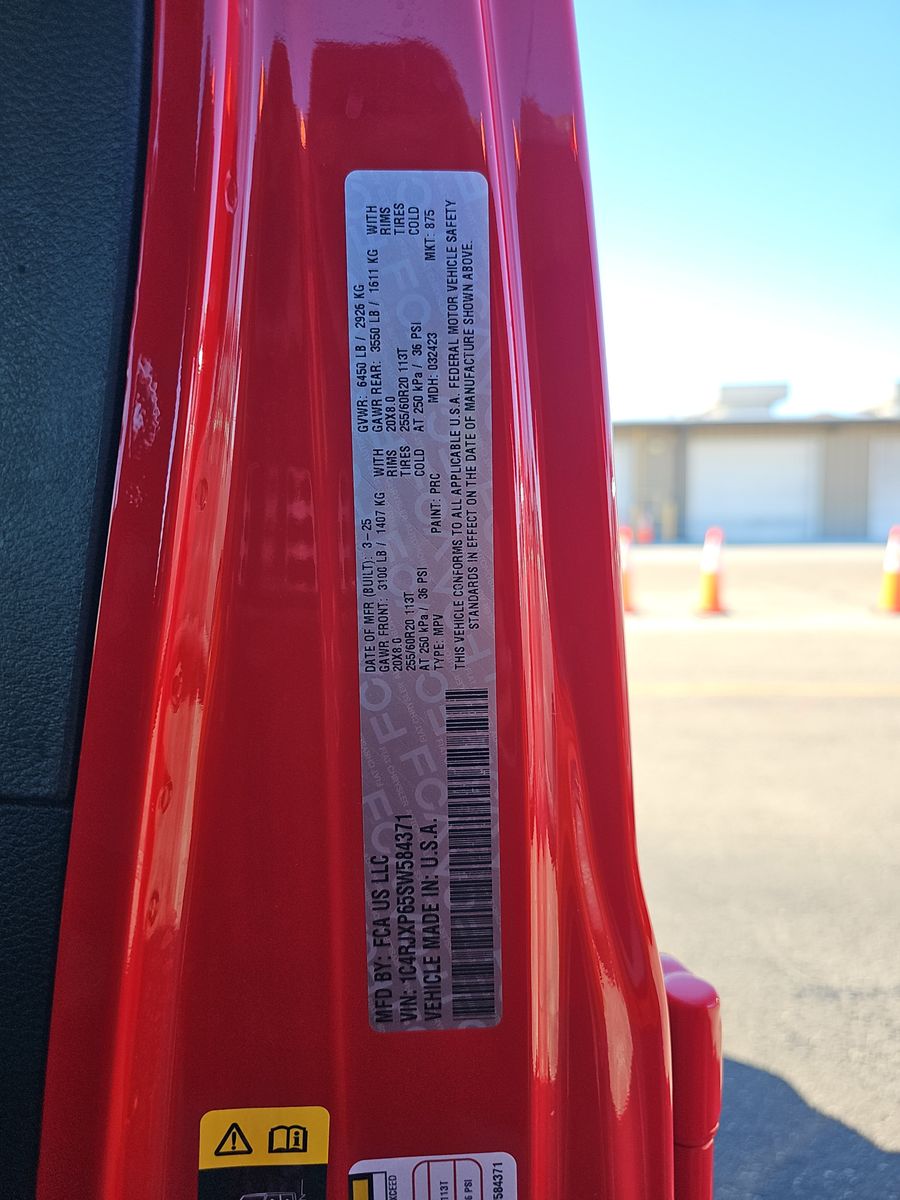 MFD BY: FCA US LLC
VIN: 1C4RJXP65SW584371
VEHICLE MADE IN: U.S.A.
DATE OF MFR (BUILT): 3-25 GVWR: 6450 LB / 2926 KG
GAWR FRONT: 3100 LB / 1407 KG WITH GAWR REAR: 3550 LB / 1611 KG WITH
20X8.0 RIMS 20X8.0 RIMS
255/60R20 113T TIRES 255/60R20 113T TIRES
AT 250 kPa / 36 PSI COLD AT 250 kPa / 36 PSI COLD
TYPE: MPV PAINT: PRC MDH: 032423 MKT: 875
THIS VEHICLE CONFORMS TO ALL APPLICABLE U.S.A. FEDERAL MOTOR VEHICLE SAFETY
STANDARDS IN EFFECT ON THE DATE OF MANUFACTURE SHOWN ABOVE.
113T
584371